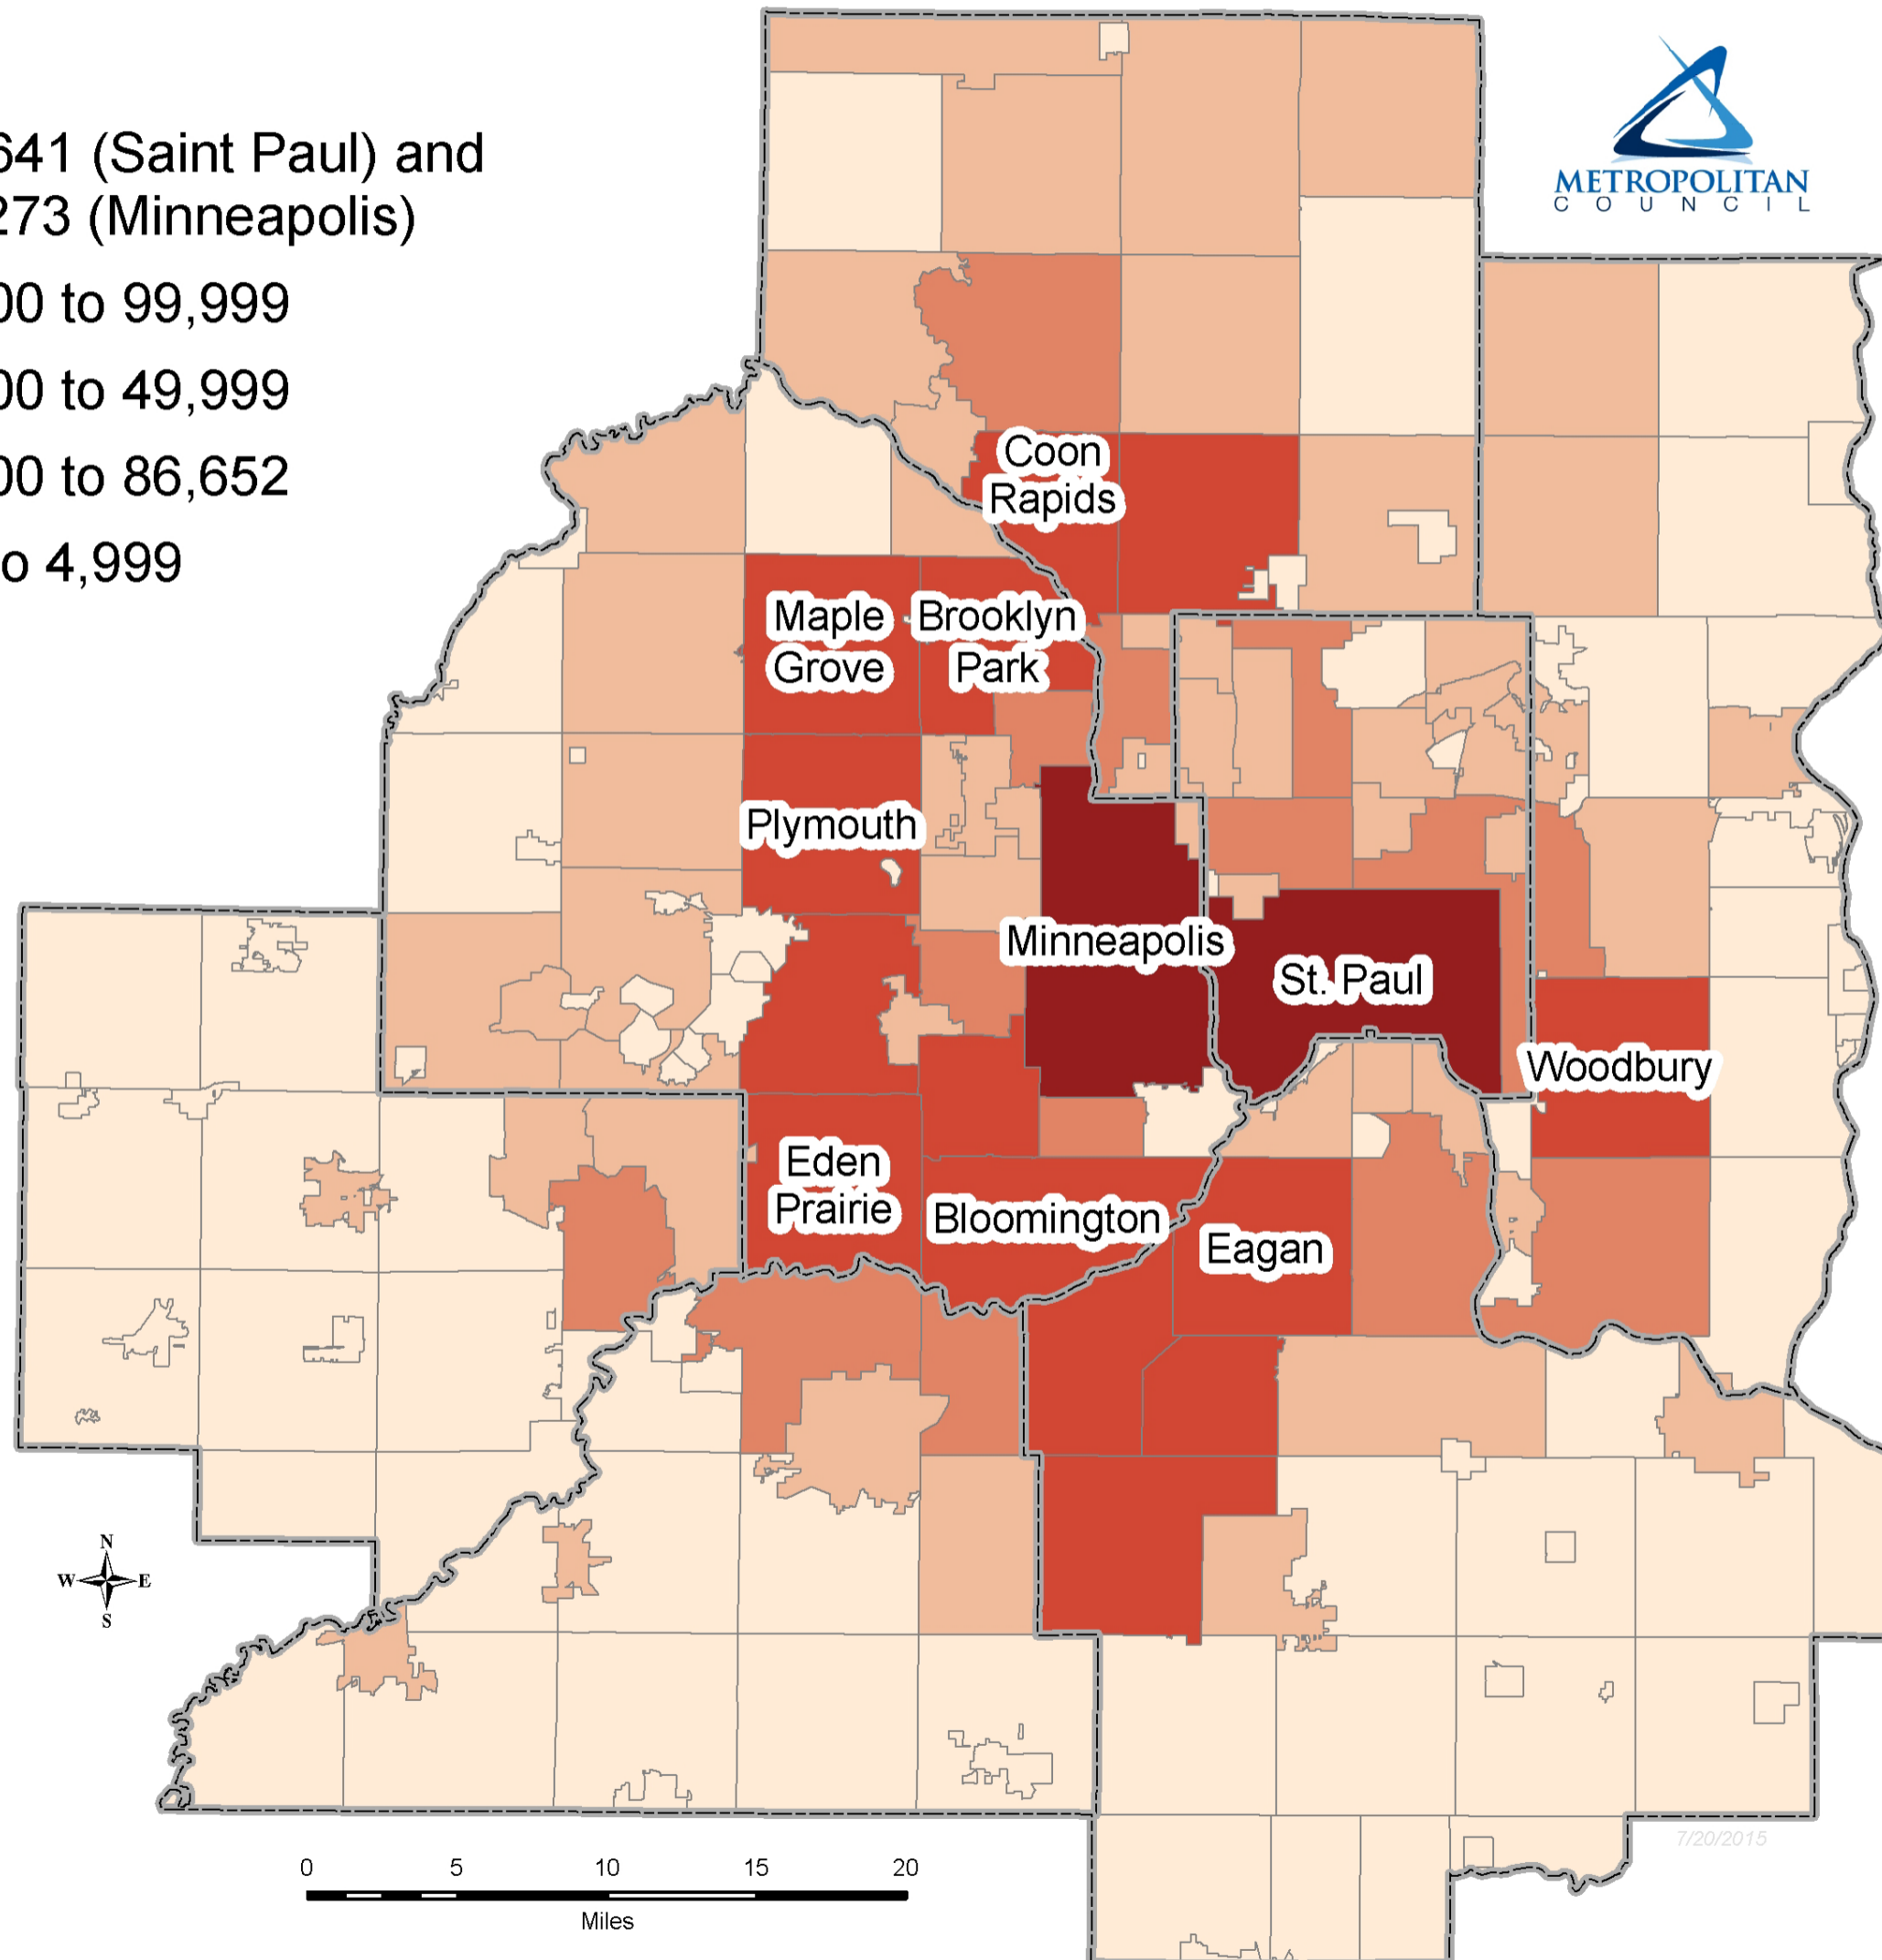 METROPOLITAN
COUNCIL
641 (Saint Paul) and
273 (Minneapolis)
00 to 99,999
00 to 49,999
00 to 86,652
o 4,999
Coon
Rapids
Maple
Grove
Brooklyn
Park
Plymouth
Minneapolis
St. Paul
Woodbury
Eden
Prairie
Bloomington
Eagan
N
W E
S
7/20/2015
0 5 10 15 20
Miles